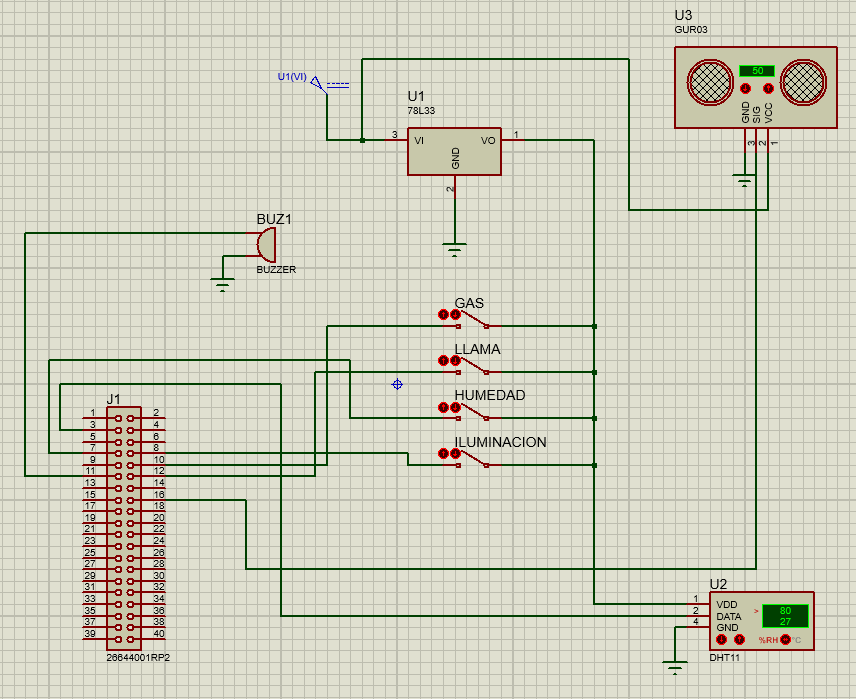 U3
GUR03
50
GND
SIG
VCC
3
2
1
U1(VI)
U1
78L33
3
VI
VO
1
GND
2
BUZ1
BUZZER
GAS
LLAMA
HUMEDAD
ILUMINACION
J1
1 2
3 4
5 6
7 8
9 10
11 12
13 14
15 16
17 18
19 20
21 22
23 24
25 26
27 28
29 30
31 32
33 34
35 36
37 38
39 40
26644001RP2
U2
1 VDD
2 DATA
4 GND
> 80
27
%RH °C
DHT11